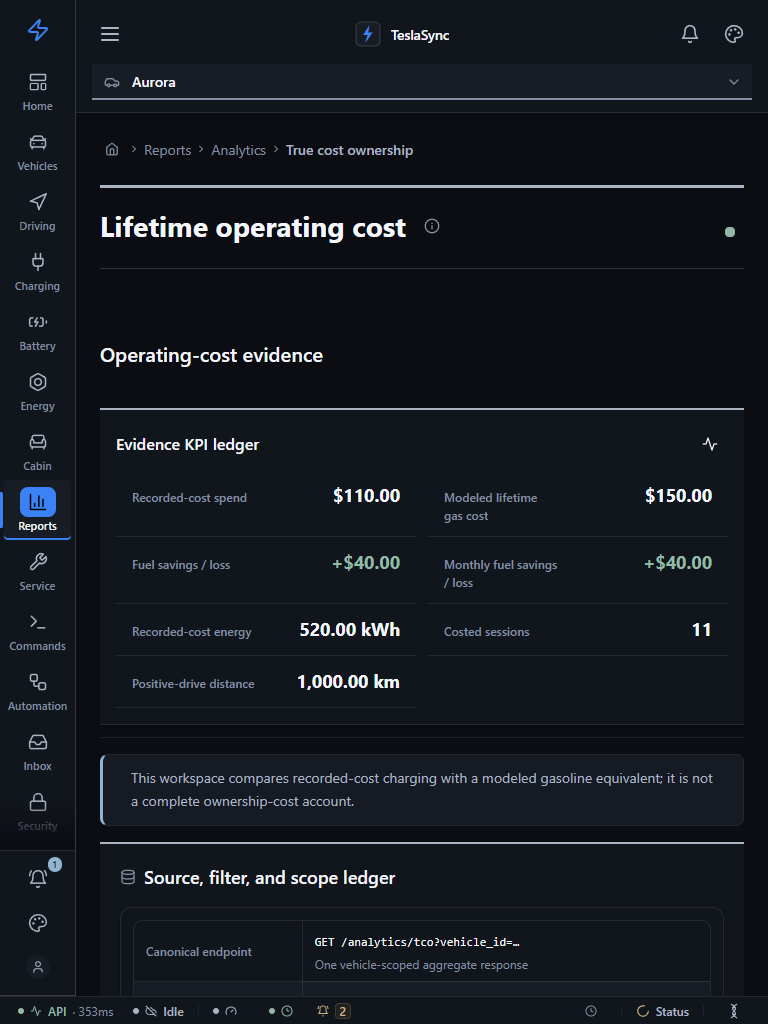 TeslaSync
Aurora
Home
Vehicles
Driving
Charging
Battery
Energy
Cabin
Reports
Service
Commands
Automation
Inbox
Security
1
Reports
Analytics
True cost ownership
Lifetime operating cost
Operating-cost evidence
Evidence KPI ledger
Recorded-cost spend
$110.00
Modeled lifetime
gas cost
$150.00
Fuel savings / loss
+$40.00
Monthly fuel savings
/ loss
+$40.00
Recorded-cost energy
520.00 kWh
Costed sessions
11
Positive-drive distance
1,000.00 km
This workspace compares recorded-cost charging with a modeled gasoline equivalent; it is not
a complete ownership-cost account.
Source, filter, and scope ledger
Canonical endpoint
GET /analytics/tco?vehicle_id=…
One vehicle-scoped aggregate response
API · 353ms
Idle
2
Status